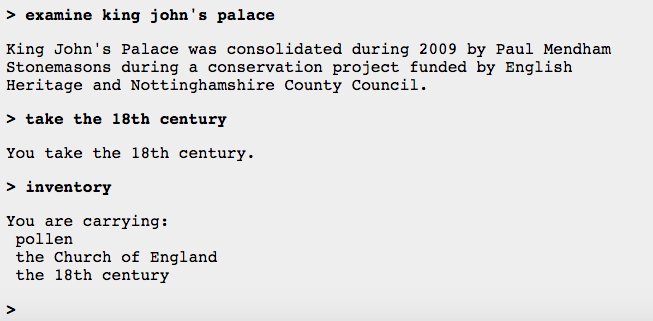 > examine king john's palace
King John's Palace was consolidated during 2009 by Paul Mendham
Stonemasons during a conservation project funded by English
Heritage and Nottinghamshire County Council.
> take the 18th century
You take the 18th century.
> inventory
You are carrying:
pollen
the Church of England
the 18th century
>